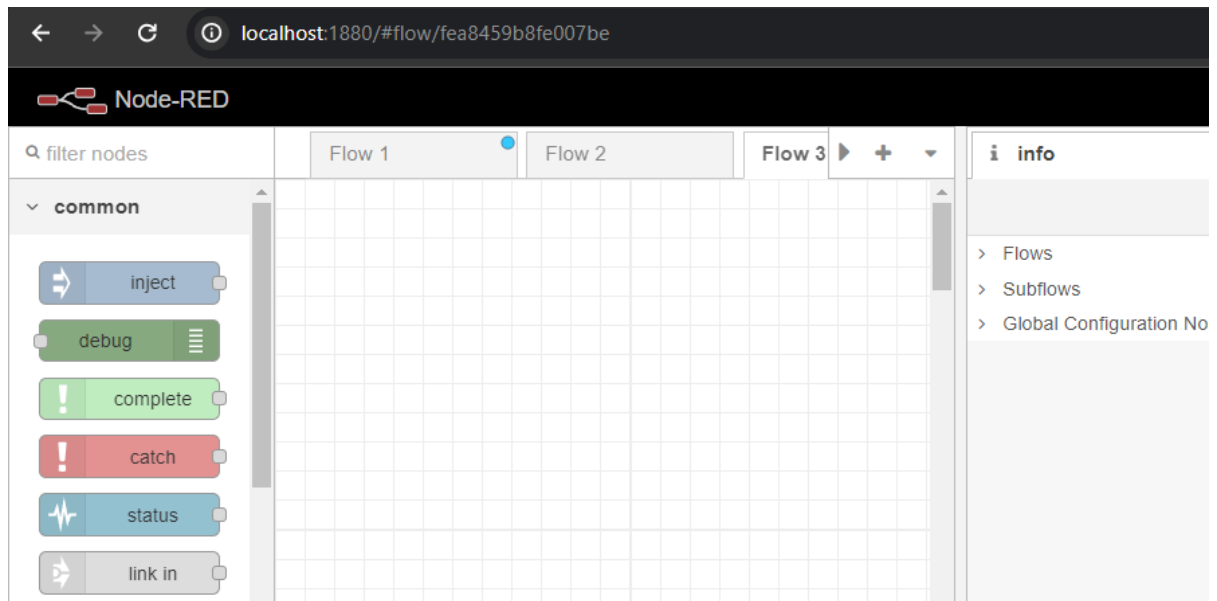 localhost:1880/#flow/fea8459b8fe007be
Node-RED
filter nodes
Flow 1
Flow 2
Flow 3
i info
common
inject
debug
complete
catch
status
link in
Flows
Subflows
Global Configuration No